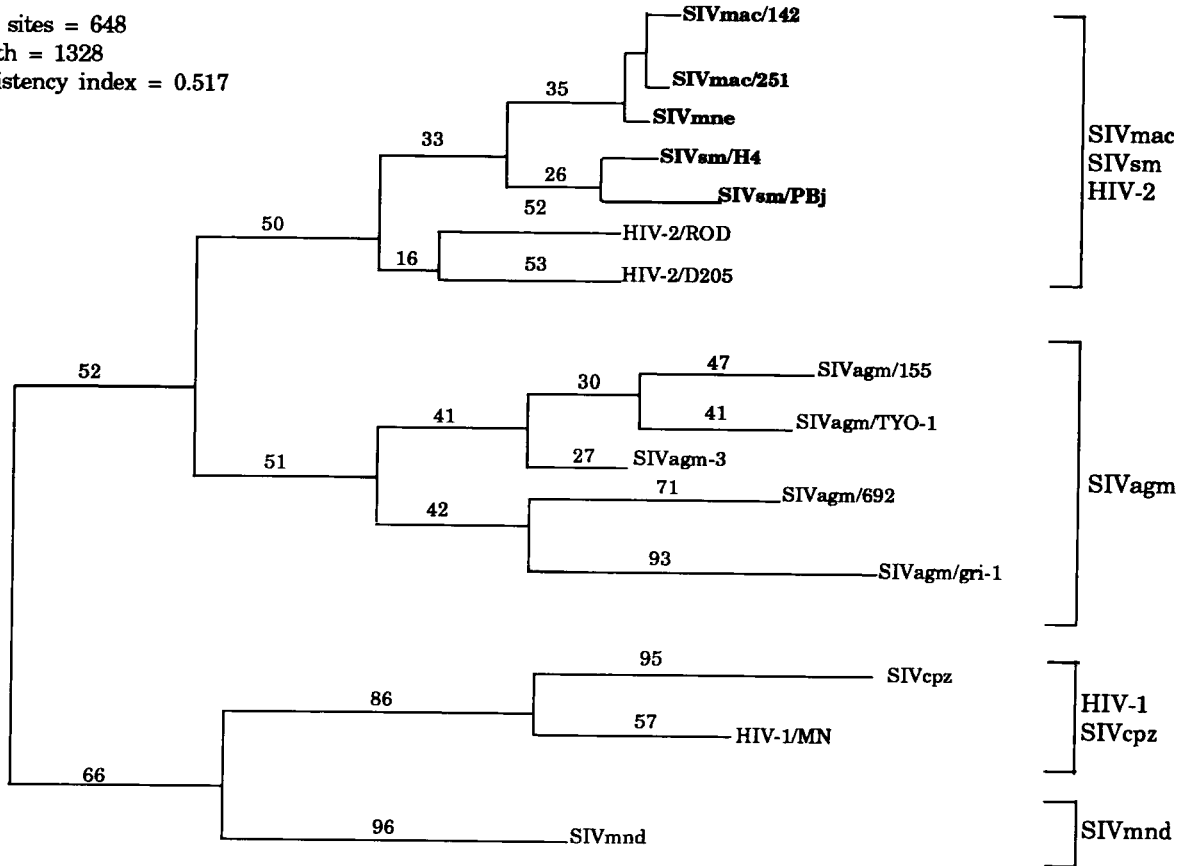 sites = 648
th = 1328
istency index = 0.517
SIVmac/142
SIVmac/251
35
SIVmne
33
SIVsm/H4
26
SIVsm/PBj
52
HIV-2/ROD
50
16
53
HIV-2/D205
SIVmac
SIVsm
HIV-2
52
47
SIVagm/155
30
41
SIVagm/TYO-1
41
27
SIVagm-3
51
71
SIVagm/692
42
93
SIVagm/gri-1
SIVagm
95
SIVcpz
86
57
HIV-1/MN
HIV-1
SIVcpz
66
96
SIVmnd
SIVmnd